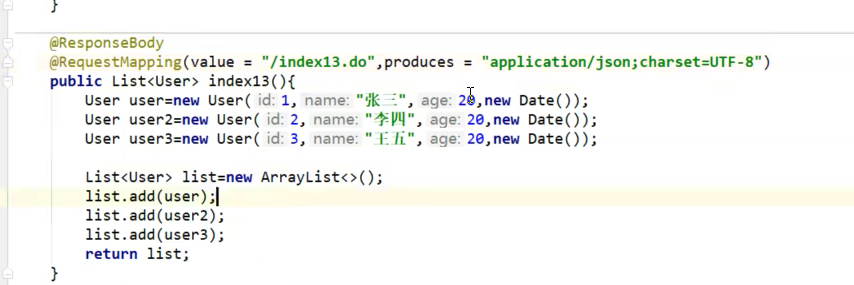 }
@ResponseBody
@RequestMapping(value = "/index13.do",produces = "application/json;charset=UTF-8")
public List<User> index13(){
User user=new User( id: 1, name: "张三", age: 20,new Date());
User user2=new User( id: 2, name: "李四", age: 20,new Date());
User user3=new User( id: 3, name: "王五", age: 20,new Date());
List<User> list=new ArrayList<>();
list.add(user);
list.add(user2);
list.add(user3);
return list;
}